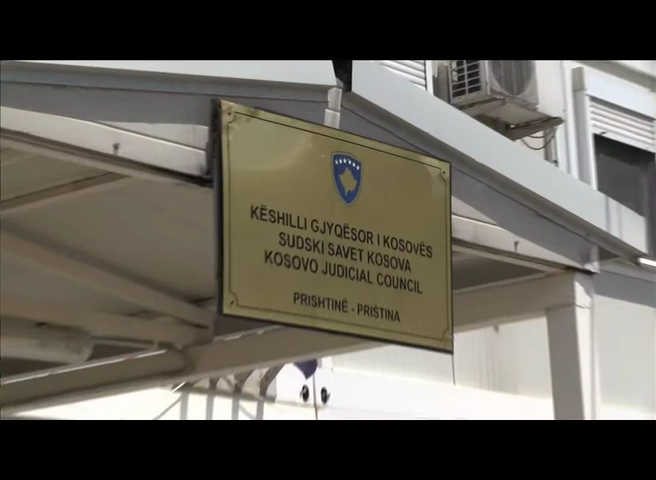 KËSHILLI GJYQËSOR I KOSOVËS
SUDSKI SAVET KOSOVA
KOSOVO JUDICIAL COUNCIL
PRISHTINË - PRIŠTINA